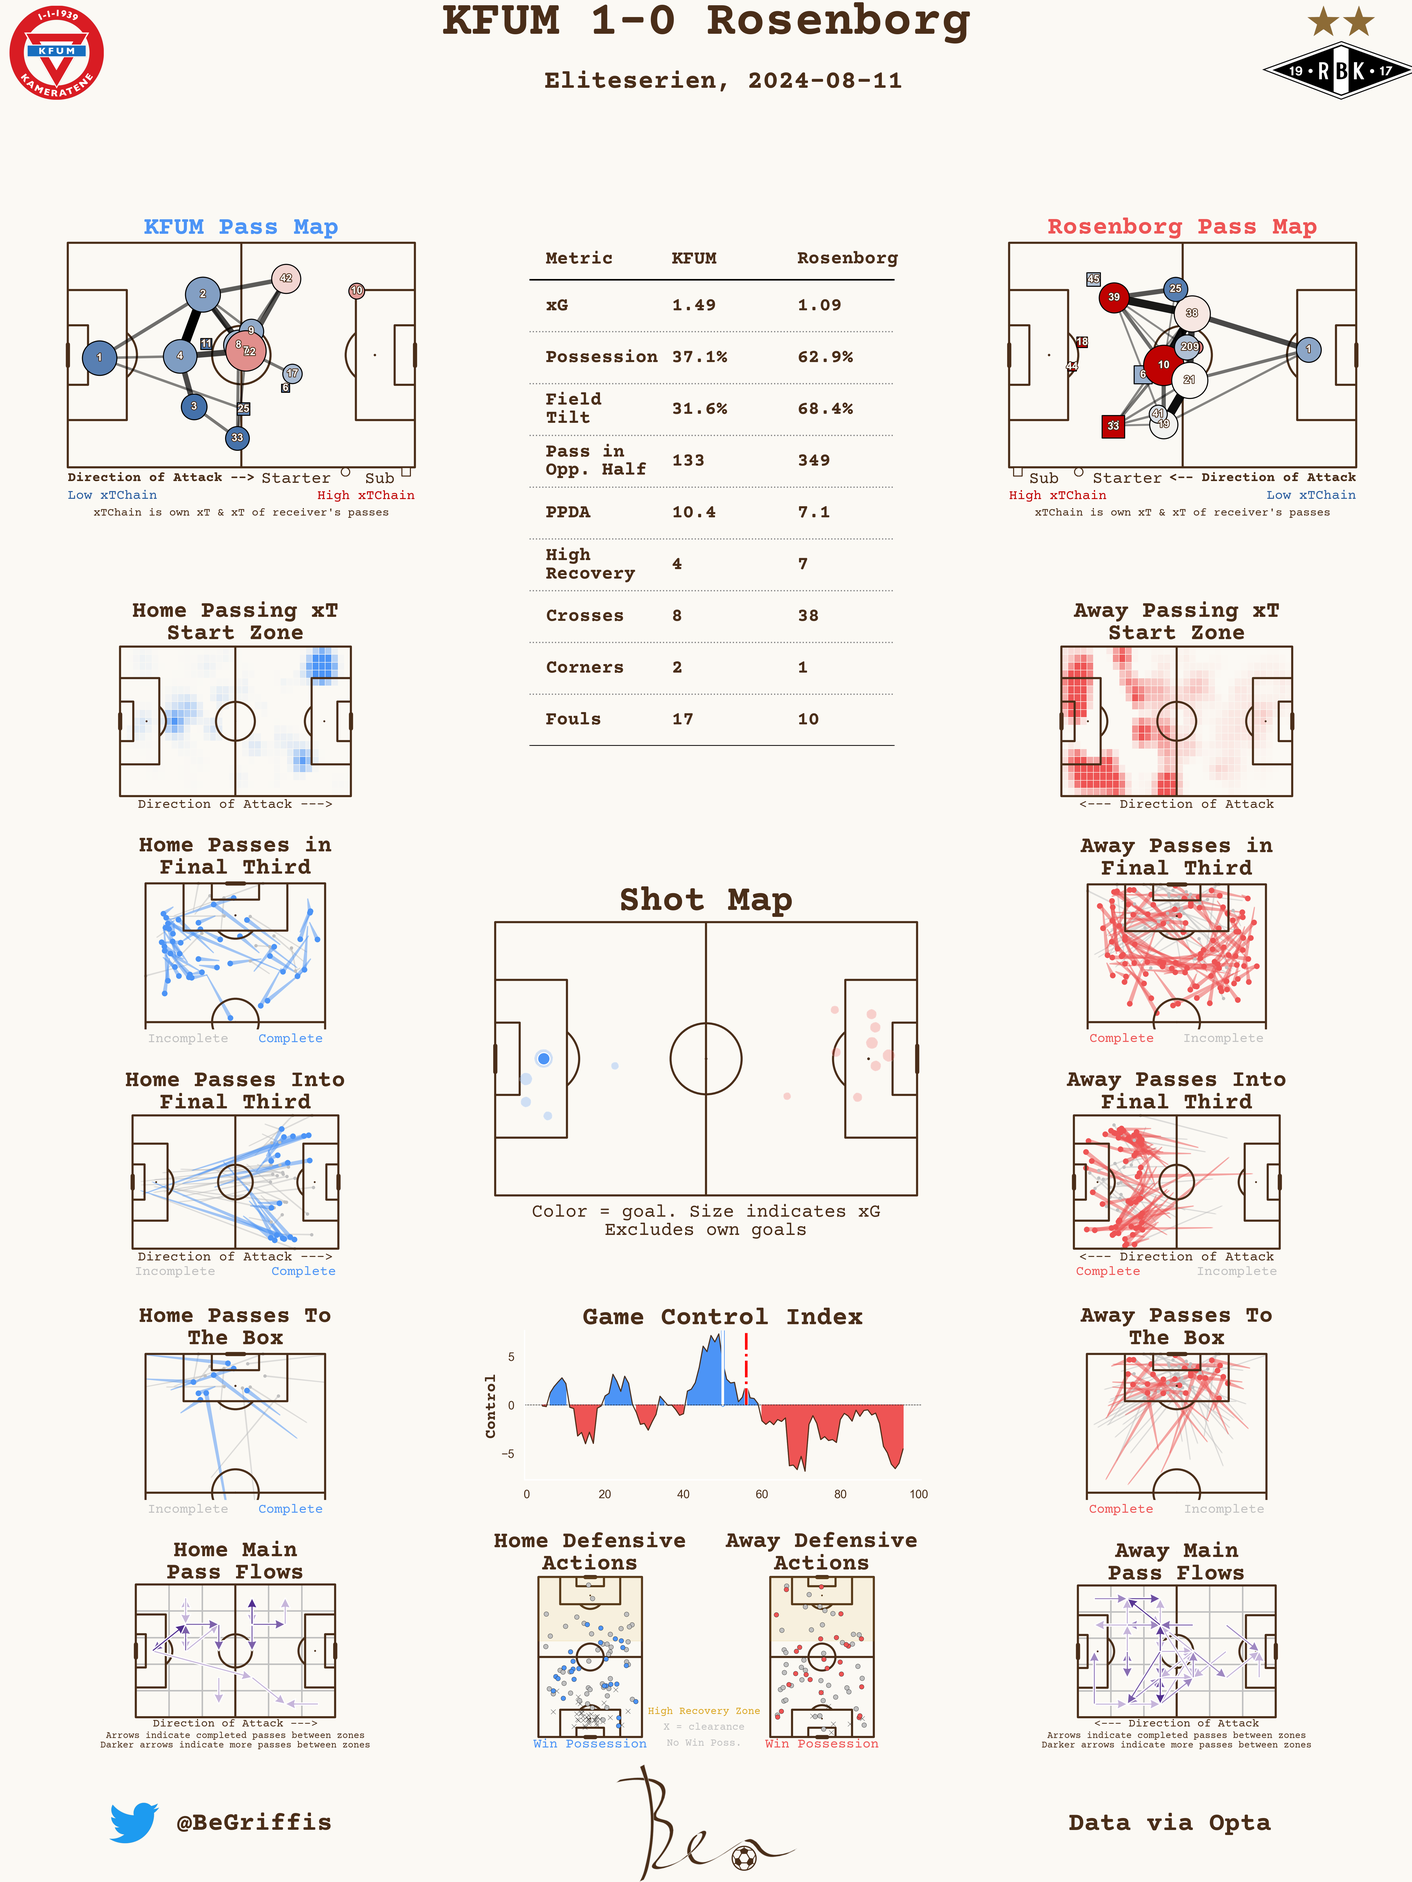 KFUM 1-0 Rosenborg
Eliteserien, 2024-08-11
1-1-1939
KFUM
KAMERATENE
19 • RBK • 17
KFUM Pass Map
1
2
4
3
33
11
8
9
7
22
42
17
6
25
10
Direction of Attack --> Starter Sub
Low xTChain High xTChain
xTChain is own xT & xT of receiver's passes
Metric KFUM Rosenborg
xG 1.49 1.09
Possession 37.1% 62.9%
Field Tilt 31.6% 68.4%
Pass in Opp. Half 133 349
PPDA 10.4 7.1
High Recovery 4 7
Crosses 8 38
Corners 2 1
Fouls 17 10
Rosenborg Pass Map
45
39
25
38
18
44
10
6
209
21
1
41
19
33
Sub Starter <-- Direction of Attack
High xTChain Low xTChain
xTChain is own xT & xT of receiver's passes
Home Passing xT
Start Zone
Direction of Attack --->
Away Passing xT
Start Zone
<--- Direction of Attack
Home Passes in
Final Third
Incomplete Complete
Away Passes in
Final Third
Complete Incomplete
Shot Map
Color = goal. Size indicates xG
Excludes own goals
Home Passes Into
Final Third
Direction of Attack --->
Incomplete Complete
Away Passes Into
Final Third
<--- Direction of Attack
Complete Incomplete
Home Passes To
The Box
Incomplete Complete
Game Control Index
Control
5
0
−5
0 20 40 60 80 100
Away Passes To
The Box
Complete Incomplete
Home Main
Pass Flows
Direction of Attack --->
Arrows indicate completed passes between zones
Darker arrows indicate more passes between zones
Home Defensive
Actions
Win Possession
High Recovery Zone
X = clearance
No Win Poss.
Away Defensive
Actions
Win Possession
Away Main
Pass Flows
<--- Direction of Attack
Arrows indicate completed passes between zones
Darker arrows indicate more passes between zones
@BeGriffis
Ben
Data via Opta